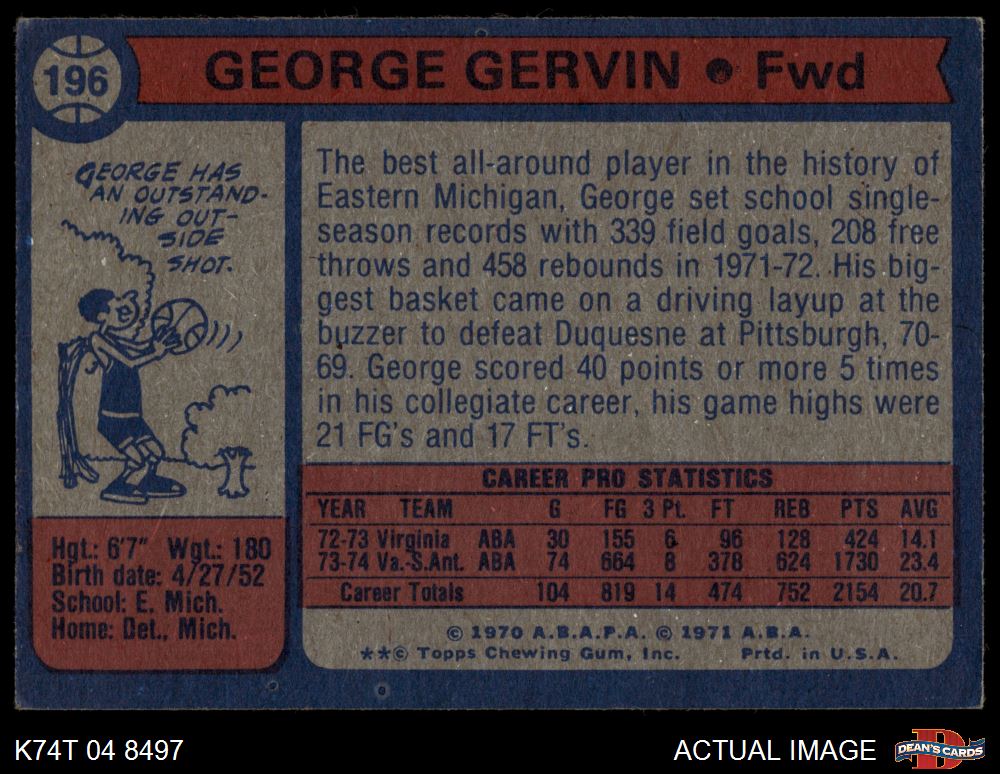 196
GEORGE GERVIN • Fwd
GEORGE HAS
AN OUTSTAND-
ING OUT-
SIDE
SHOT.
Hgt.: 6'7" Wgt.: 180
Birth date: 4/27/52
School: E. Mich.
Home: Det., Mich.
The best all-around player in the history of
Eastern Michigan, George set school single-
season records with 339 field goals, 208 free
throws and 458 rebounds in 1971-72. His big-
gest basket came on a driving layup at the
buzzer to defeat Duquesne at Pittsburgh, 70-
69. George scored 40 points or more 5 times
in his collegiate career, his game highs were
21 FG's and 17 FT's.
CAREER PRO STATISTICS
YEAR TEAM G FG 3 Pt. FT REB PTS AVG
72-73 Virginia ABA 30 155 6 96 128 424 14.1
73-74 Va.-S.Ant. ABA 74 664 8 378 624 1730 23.4
Career Totals 104 819 14 474 752 2154 20.7
© 1970 A.B.A.P.A. © 1971 A.B.A.
**© Topps Chewing Gum, Inc. Prtd. in U.S.A.
K74T 04 8497
ACTUAL IMAGE
DEAN'S CARDS